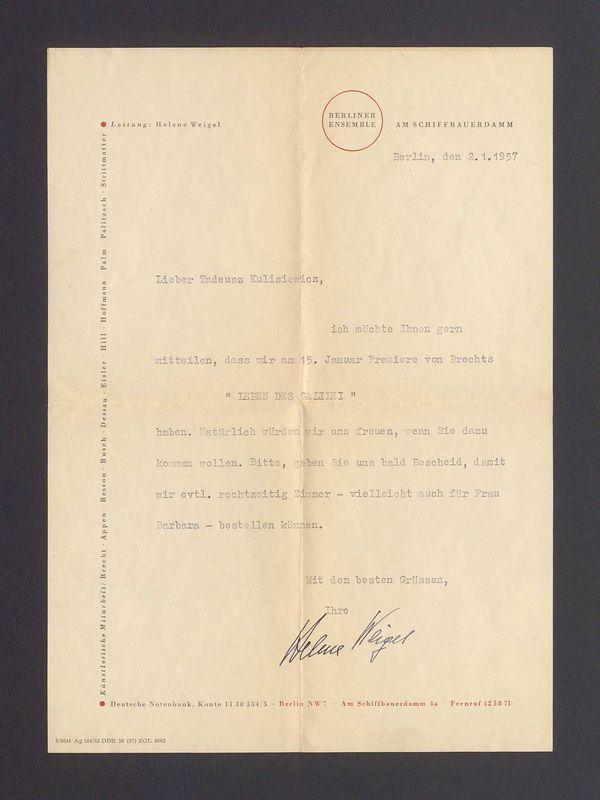 Leitung: Helene Weigel
BERLINER
ENSEMBLE
AM SCHIFFBAUERDAMM
Berlin, den 2.1.1957
Künstlerische Mitarbeit: Brecht · Appen · Besson · Busch · Dessau · Eisler · Hill · Hoffmann · Palm · Palitzsch · Strittmatter
Lieber Tadeusz Kulisiewicz,
ich möchte Ihnen gern
mitteilen, dass wir am 15. Januar Premiere von Brechts
" LEBEN DES GALILEI "
haben. Natürlich würden wir uns freuen, wenn Sie dazu
kommen wollen. Bitte, geben Sie uns bald Bescheid, damit
wir evtl. rechtzeitig Zimmer - vielleicht auch für Frau
Barbara - bestellen können.
Mit den besten Grüssen,
Ihre
Helene Weigel
Deutsche Notenbank, Konto 11 30 354/5 · Berlin NW 7 · Am Schiffbauerdamm 4a · Fernruf 42 58 71